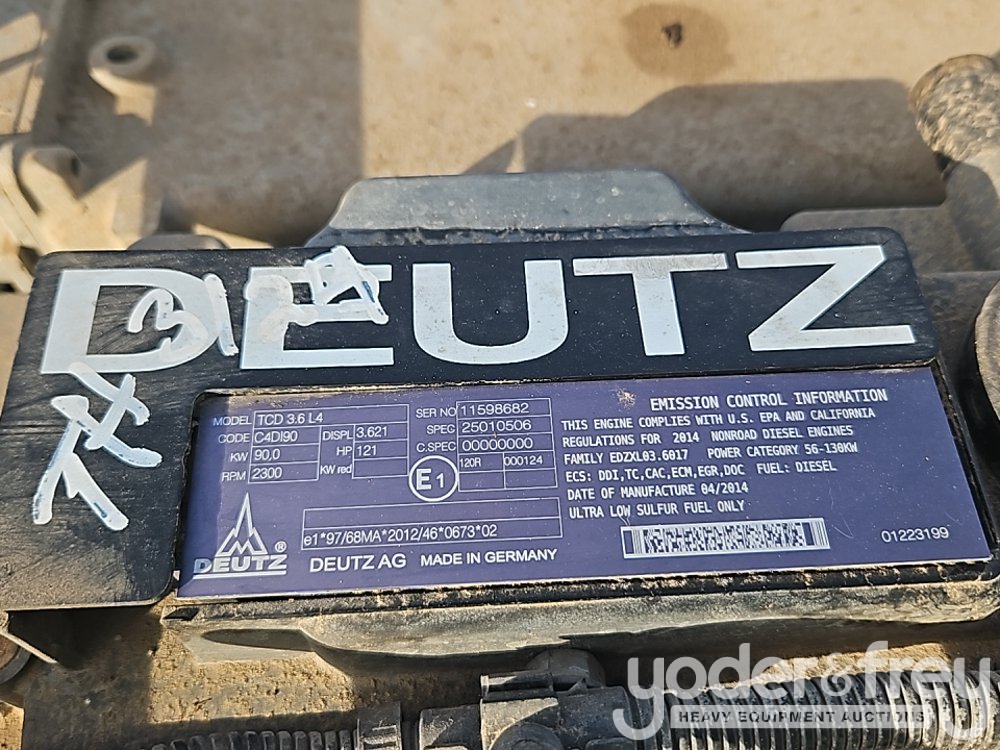 DEUTZ
MODEL TCD 3.6 L4
CODE C4DI90 DISPL 3.621
KW 90,0 HP 121
RPM 2300 KW red
SER NO 11598682
SPEC 25010506
C.SPEC 00000000
120R 000124
E1
e1*97/68MA*2012/46*0673*02
DEUTZ ®
DEUTZ AG MADE IN GERMANY
EMISSION CONTROL INFORMATION
THIS ENGINE COMPLIES WITH U.S. EPA AND CALIFORNIA
REGULATIONS FOR 2014 NONROAD DIESEL ENGINES
FAMILY EDZXL03.6017 POWER CATEGORY 56-130KW
ECS: DDI,TC,CAC,ECM,EGR,DOC FUEL: DIESEL
DATE OF MANUFACTURE 04/2014
ULTRA LOW SULFUR FUEL ONLY
01223199
yoder&frey
HEAVY EQUIPMENT AUCTIONS